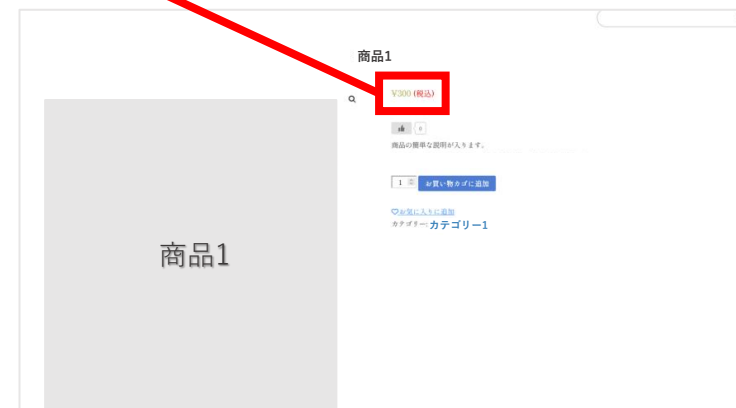 商品1
¥300 (税込)
0
商品の簡単な説明が入ります。
1 お買い物カゴに追加
お気に入りに追加
カテゴリー: カテゴリー1
商品1